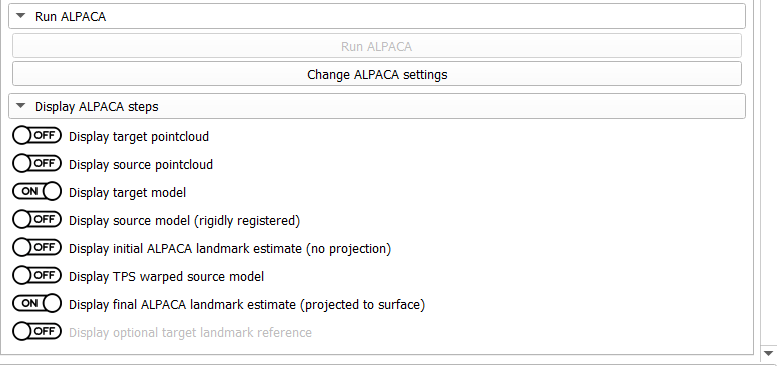 Run ALPACA
Run ALPACA
Change ALPACA settings
Display ALPACA steps
OFF Display target pointcloud
OFF Display source pointcloud
ON Display target model
OFF Display source model (rigidly registered)
OFF Display initial ALPACA landmark estimate (no projection)
OFF Display TPS warped source model
ON Display final ALPACA landmark estimate (projected to surface)
OFF Display optional target landmark reference